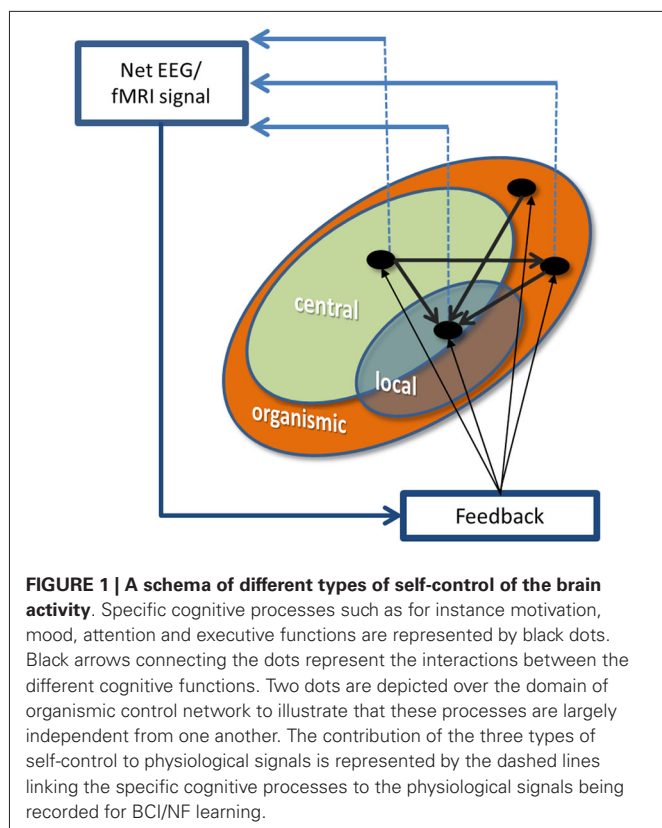 Net EEG/
fMRI signal
central
local
organismic
Feedback
FIGURE 1 | A schema of different types of self-control of the brain
activity. Specific cognitive processes such as for instance motivation,
mood, attention and executive functions are represented by black dots.
Black arrows connecting the dots represent the interactions between the
different cognitive functions. Two dots are depicted over the domain of
organismic control network to illustrate that these processes are largely
independent from one another. The contribution of the three types of
self-control to physiological signals is represented by the dashed lines
linking the specific cognitive processes to the physiological signals being
recorded for BCI/NF learning.